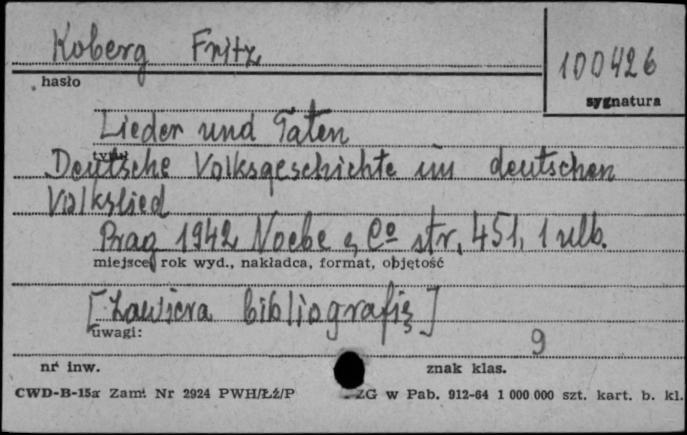 Koberg Fritz
100426
hasło
sygnatura
Lieder und Taten
Deutsche Volksgeschichte im deutschen
Volkslied
Prag 1942 Noebe & Co str. 451, 1 nlb.
miejsce, rok wyd., nakładca, format, objętość
[Zawiera bibliografię]
uwagi:
9
nr inw.
znak klas.
CWD-B-15a Zam. Nr 2924 PWH/Łź/P
ZG w Pab. 912-64 1 000 000 szt. kart. b. kl.